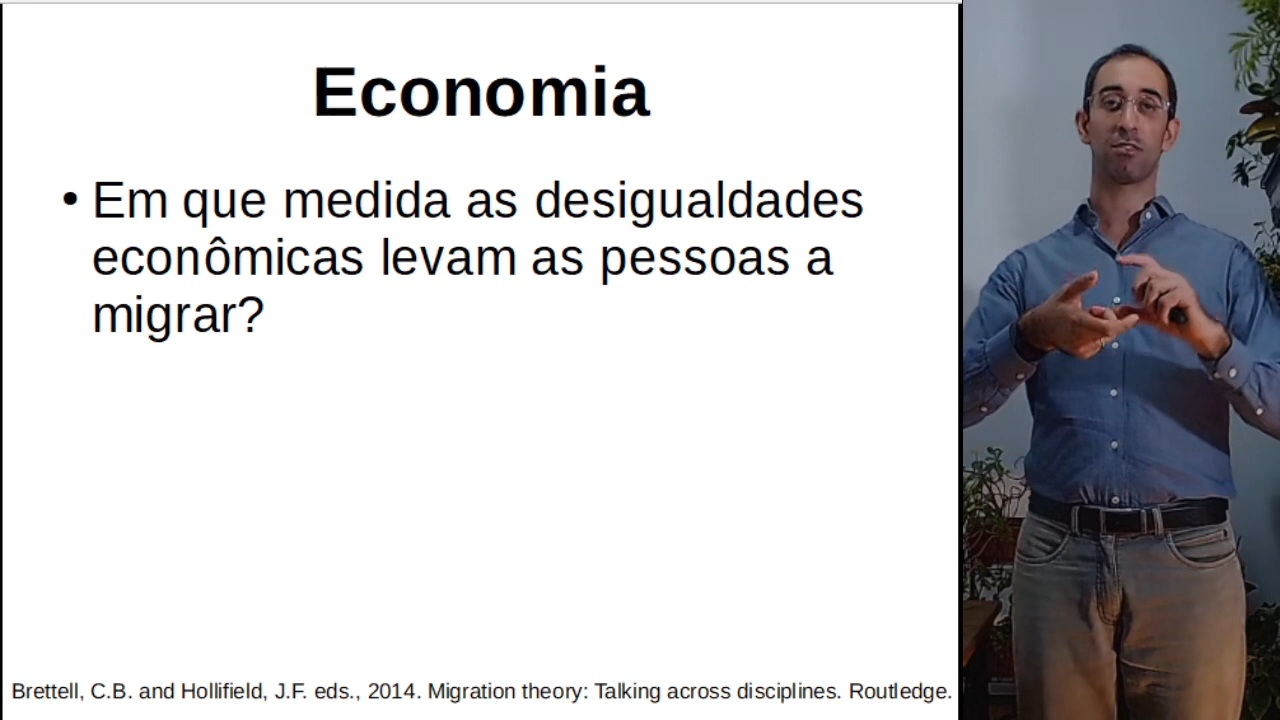 Economia
• Em que medida as desigualdades
econômicas levam as pessoas a
migrar?
Brettell, C.B. and Hollifield, J.F. eds., 2014. Migration theory: Talking across disciplines. Routledge.